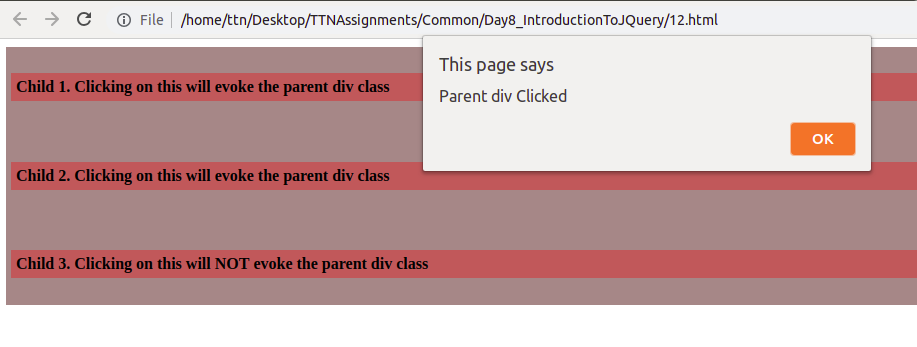 File /home/ttn/Desktop/TTNAssignments/Common/Day8_IntroductionToJQuery/12.html
This page says
Parent div Clicked
OK
Child 1. Clicking on this will evoke the parent div class
Child 2. Clicking on this will evoke the parent div class
Child 3. Clicking on this will NOT evoke the parent div class